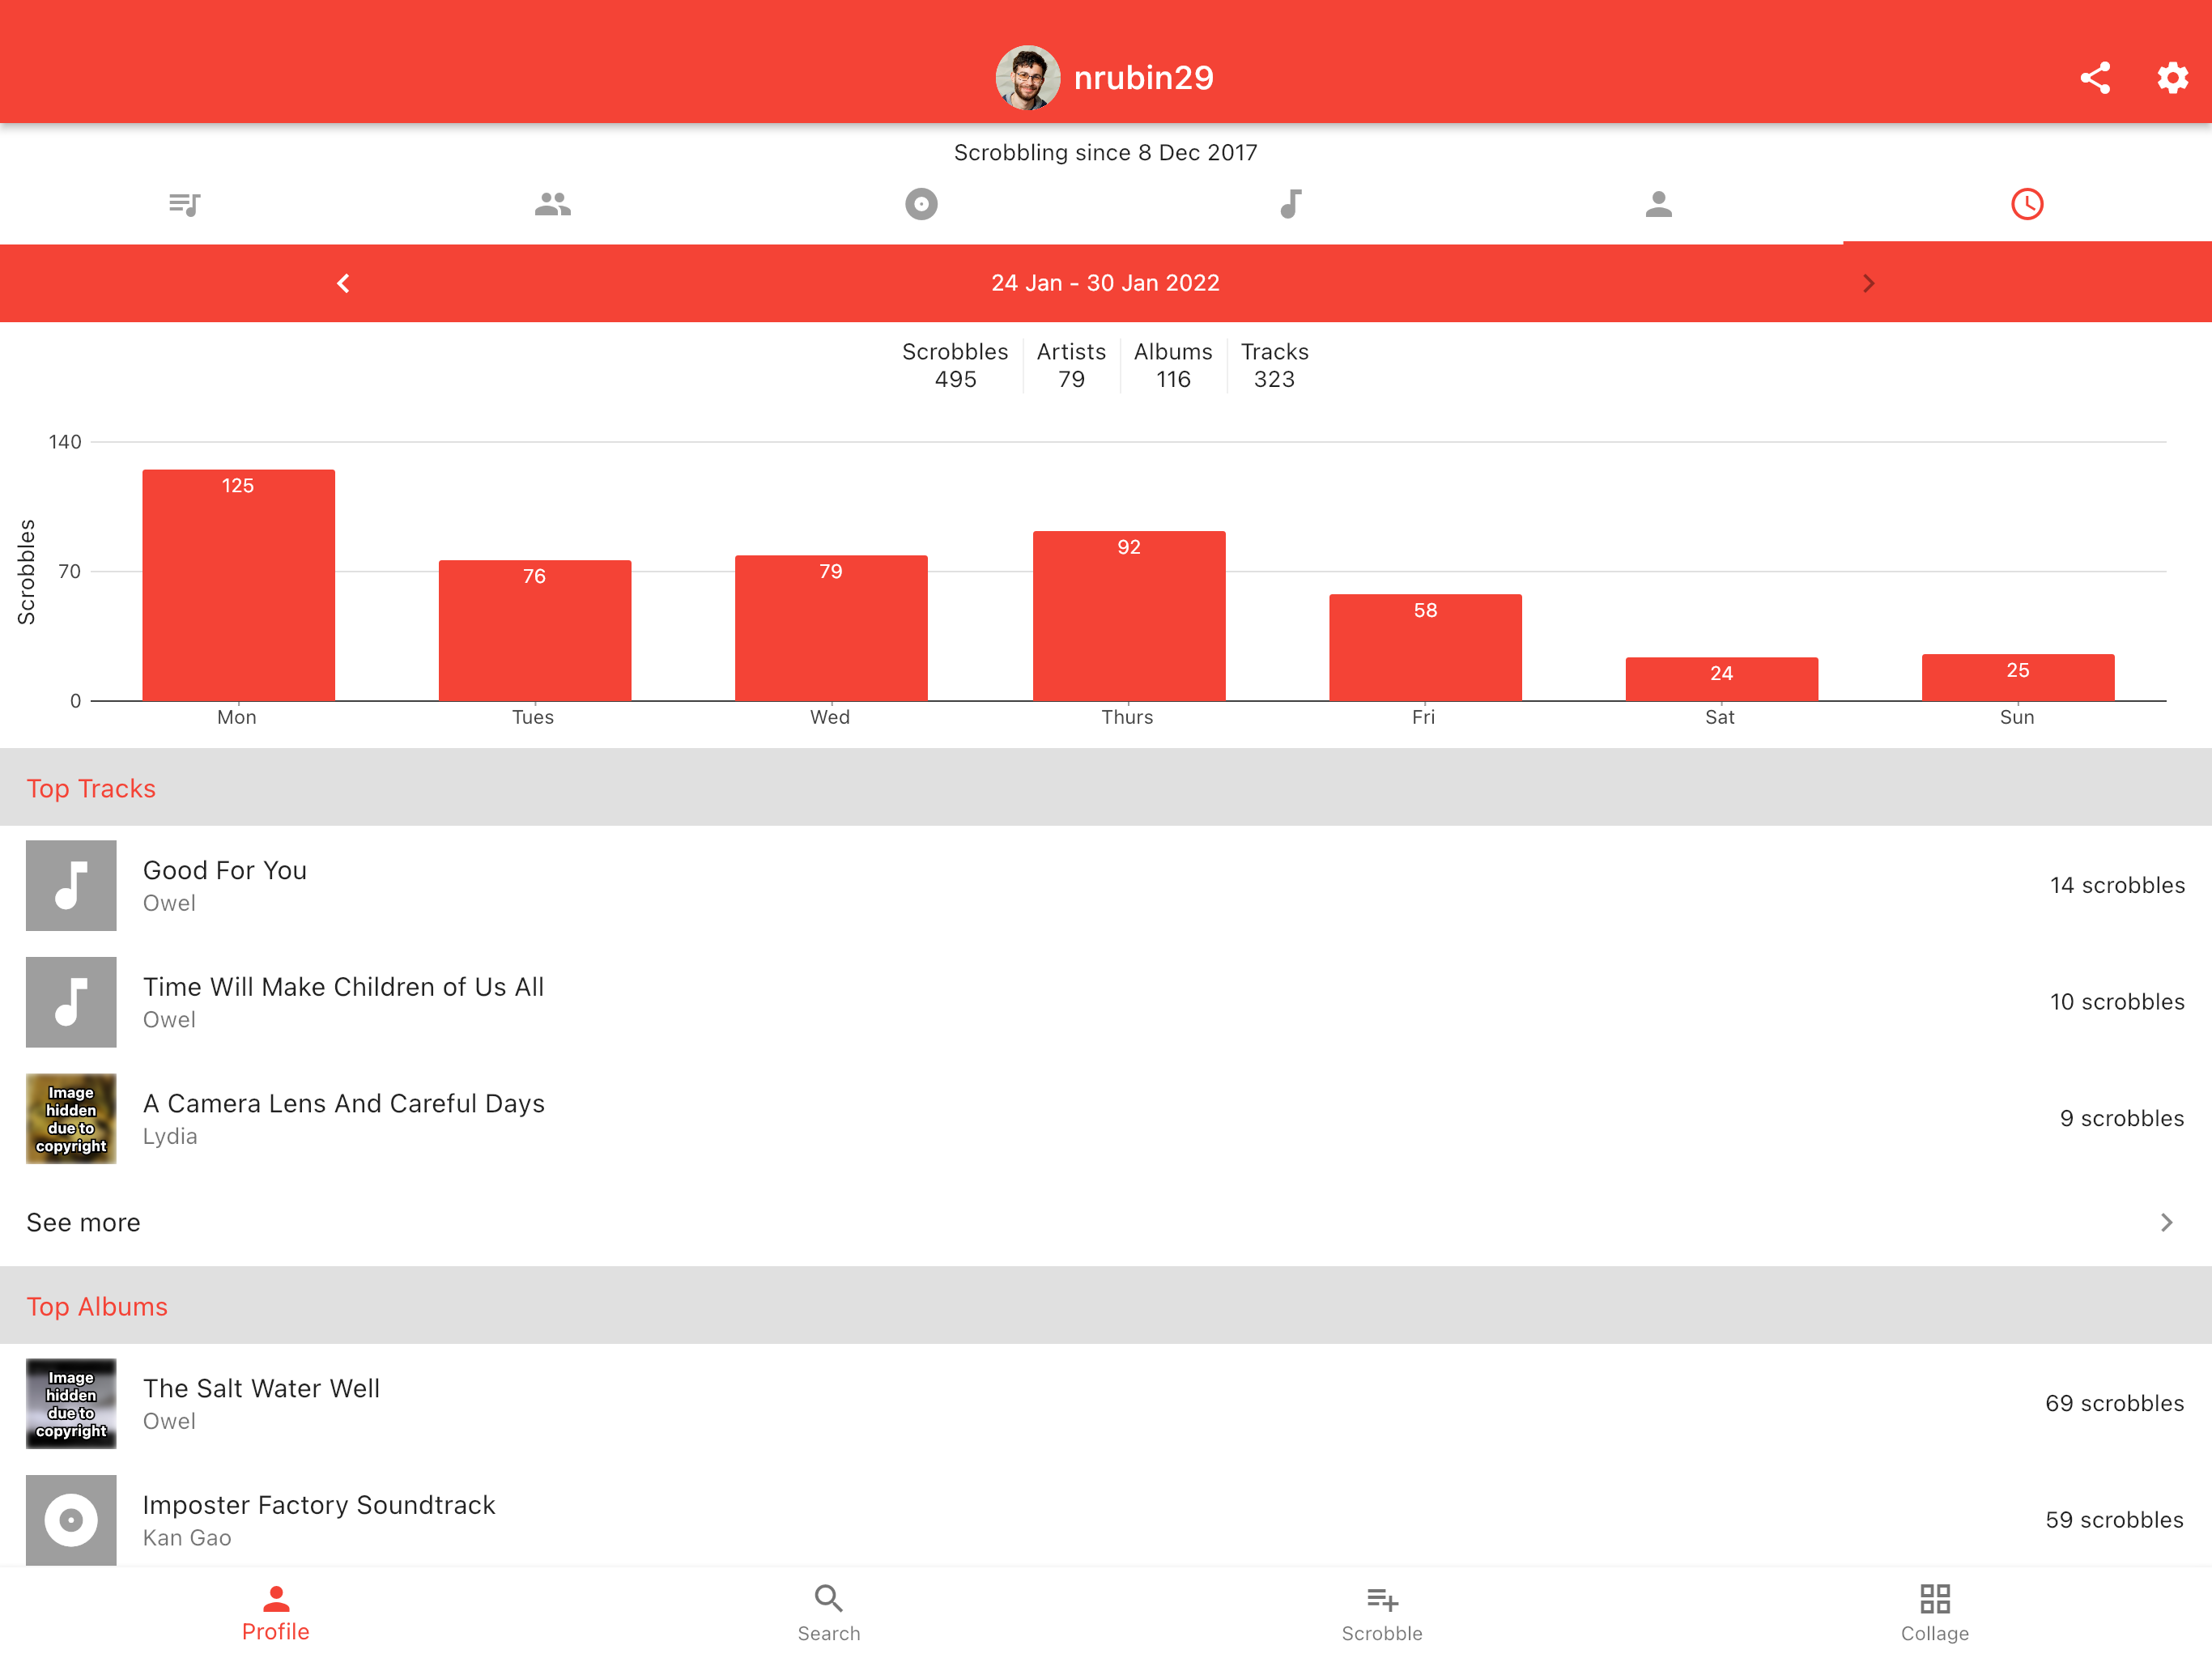 nrubin29
Scrobbling since 8 Dec 2017
24 Jan - 30 Jan 2022
Scrobbles Artists Albums Tracks
495 79 116 323
140
125
92
Scrobbles
70
76
79
58
24
25
0
Mon Tues Wed Thurs Fri Sat Sun
Top Tracks
Good For You
Owel
14 scrobbles
Time Will Make Children of Us All
Owel
10 scrobbles
Image
hidden
due to
copyright
A Camera Lens And Careful Days
Lydia
9 scrobbles
See more
Top Albums
Image
hidden
due to
copyright
The Salt Water Well
Owel
69 scrobbles
Imposter Factory Soundtrack
Kan Gao
59 scrobbles
Profile Search Scrobble Collage